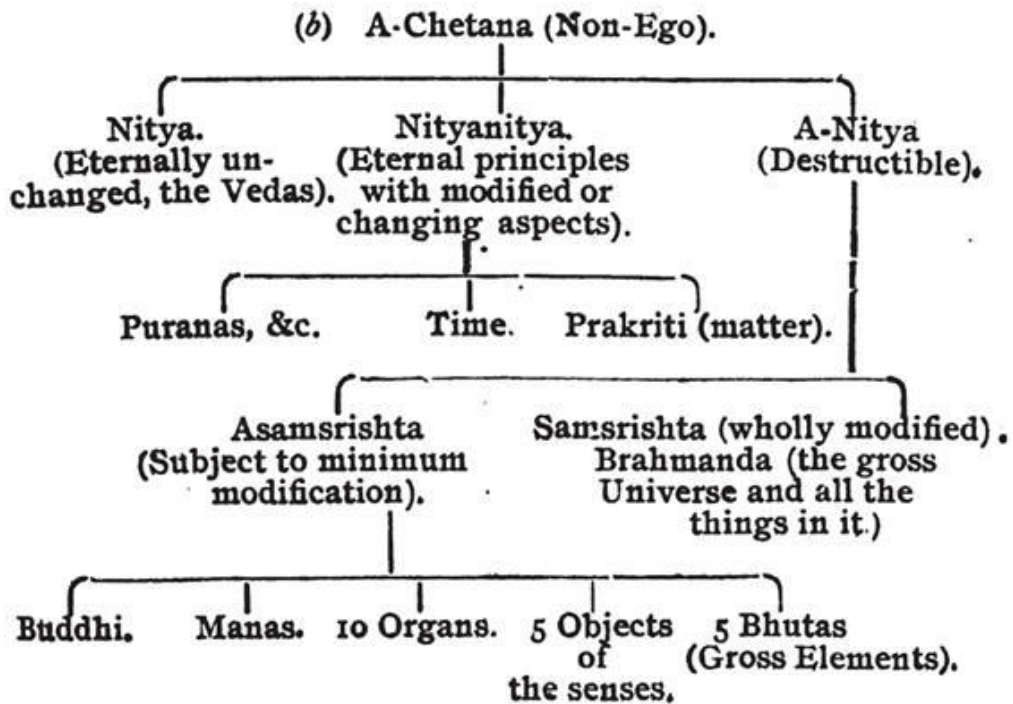 (b) A-Chetana (Non-Ego).
Nitya.
(Eternally un-
changed, the Vedas).
Nityanitya.
(Eternal principles
with modified or
changing aspects).
A-Nitya
(Destructible).
Puranas, &c.
Time.
Prakriti (matter).
Asamsrishta
(Subject to minimum
modification).
Samsrishta (wholly modified).
Brahmanda (the gross
Universe and all the
things in it.)
Buddhi.
Manas.
10 Organs.
5 Objects
of
the senses.
5 Bhutas
(Gross Elements).